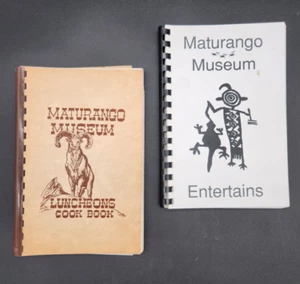 MATURANGO
MUSEUM
LUNCHEONS
COOK BOOK
Maturango
Museum
Entertains